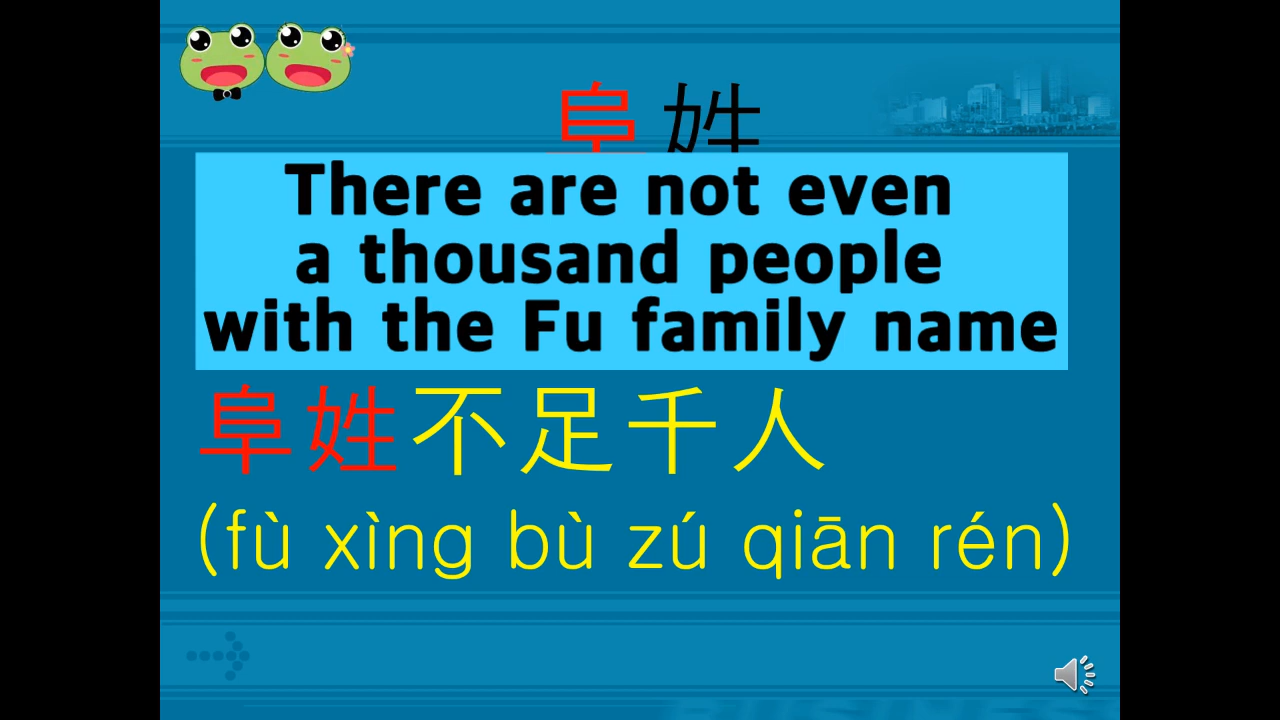 阜姓
There are not even
a thousand people
with the Fu family name
阜姓不足千人
(fù xìng bù zú qiān rén)